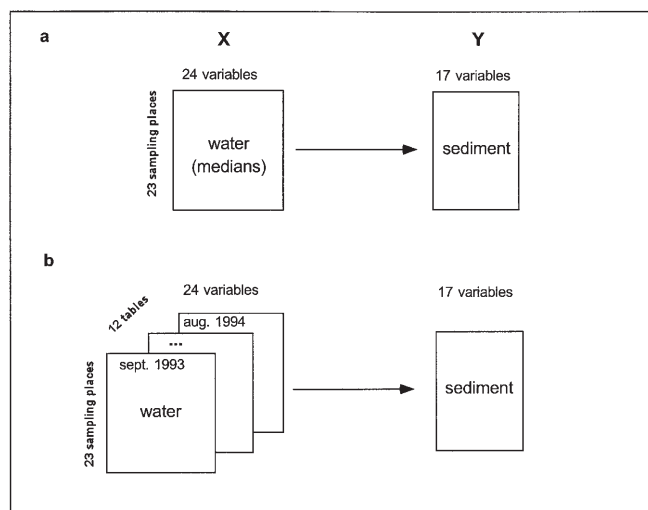 a
X
Y
24 variables
17 variables
23 sampling places
water
(medians)
sediment
b
24 variables
17 variables
12 tables
aug. 1994
...
sept. 1993
23 sampling places
water
sediment